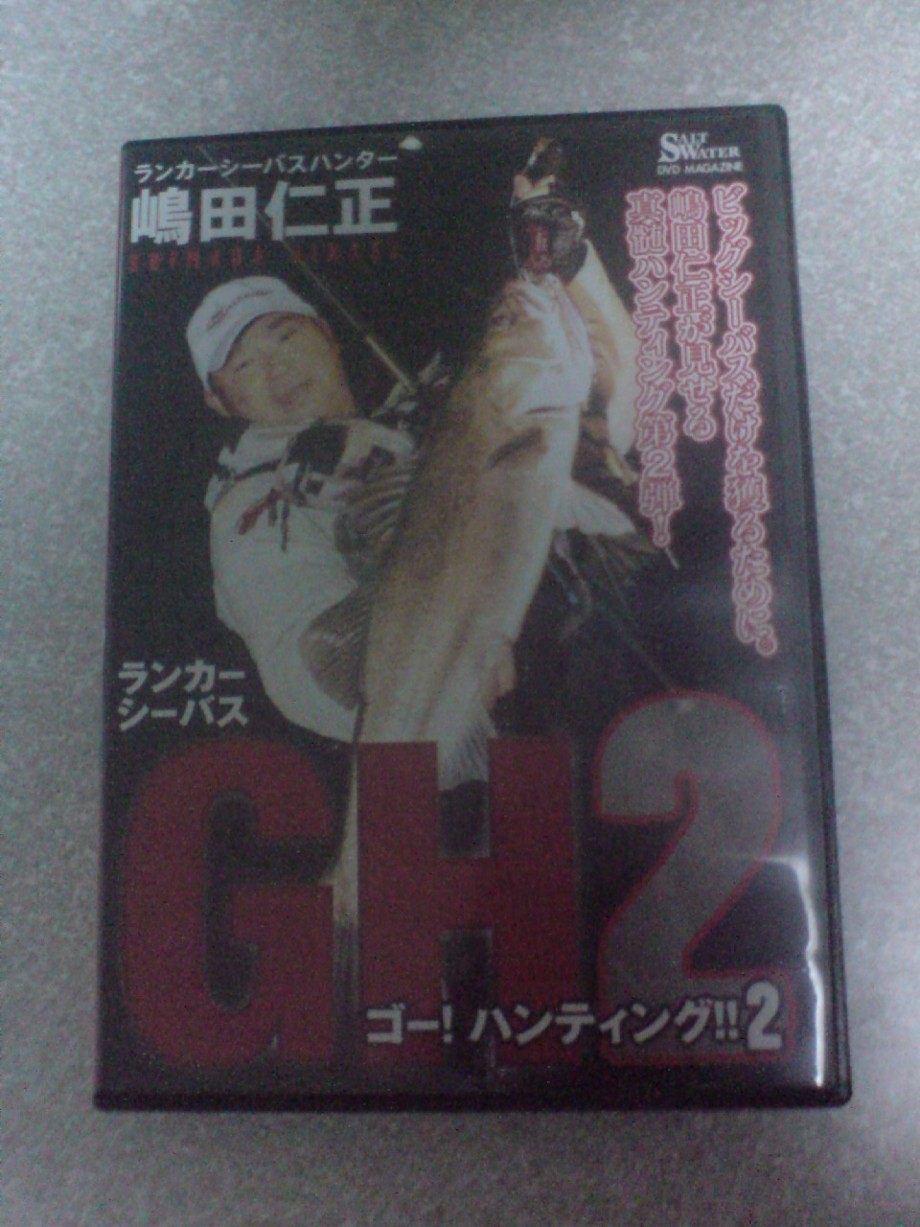 ランカーシーバスハンター
嶋田仁正
SALT WATER
DVD MAGAZINE
ビッグシーバスだけを獲るために。
嶋田仁正が見せる
真髄ハンティング第2弾!
ランカー
シーバス
GH2
ゴー! ハンティング!!2